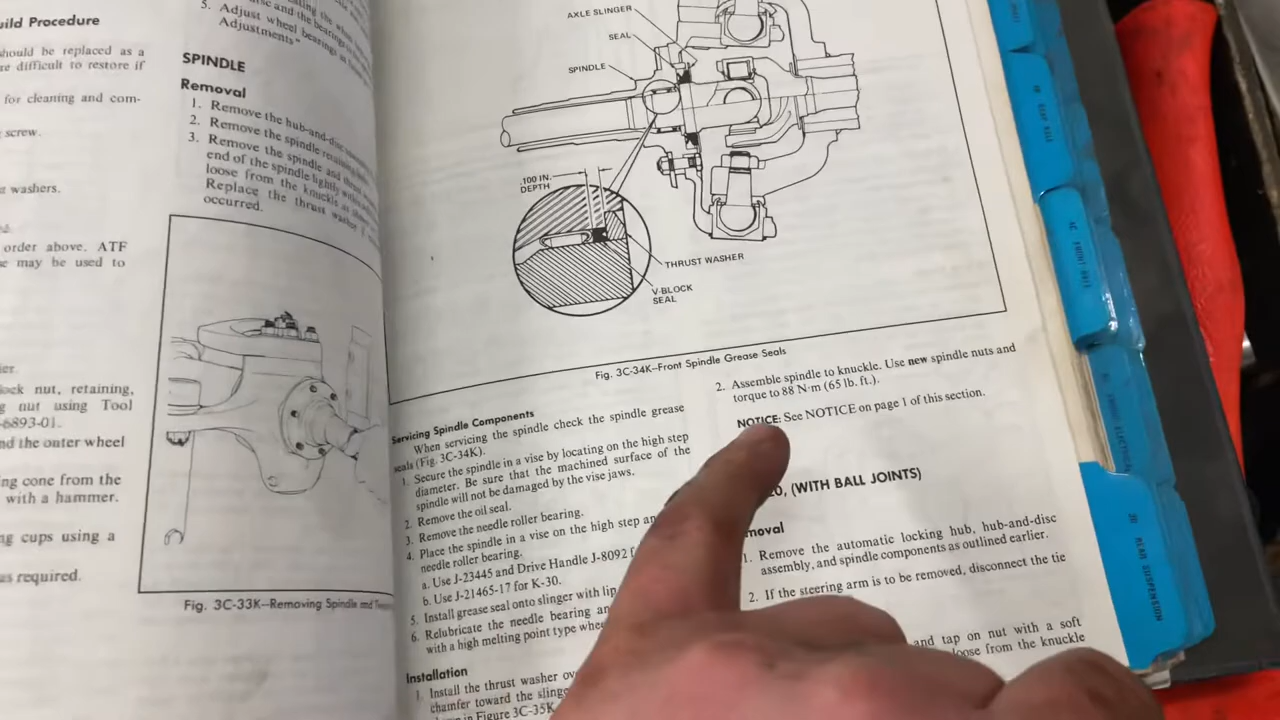 uild Procedure
hould be replaced as a
re difficult to restore if
for cleaning and com-
screw.
t washers.
order above. ATF
e may be used to
ier.
lock nut, retaining,
g nut using Tool
-6893-01.
nd the outer wheel
ing cone from the
with a hammer.
ng cups using a
as required.
disc and the bearings
5. Adjust wheel bearings as
Adjustments"
SPINDLE
Removal
1. Remove the hub-and-disc
2. Remove the spindle
3. Remove the spindle and
end of the spindle lightly
loose from the knuckle as
Replace the thrust washer
occurred.
Fig. 3C-33K--Removing Spindle and
AXLE SLINGER
SEAL
SPINDLE
.100 IN.
DEPTH
THRUST WASHER
V-BLOCK
SEAL
Fig. 3C-34K--Front Spindle Grease Seals
Servicing Spindle Components
When servicing the spindle check the spindle grease
seals (Fig. 3C-34K).
1. Secure the spindle in a vise by locating on the high step
diameter. Be sure that the machined surface of the
spindle will not be damaged by the vise jaws.
2. Remove the oil seal.
3. Remove the needle roller bearing.
4. Place the spindle in a vise on the high step an
needle roller bearing.
a. Use J-23445 and Drive Handle J-8092 f
b. Use J-21465-17 for K-30.
5. Install grease seal onto slinger with lip
6. Relubricate the needle bearing an
with a high melting point type whee
Installation
1. Install the thrust washer ov
chamfer toward the slinge
in Figure 3C-35K
2. Assemble spindle to knuckle. Use new spindle nuts and
torque to 88 N·m (65 lb. ft.).
NOTICE: See NOTICE on page 1 of this section.
(WITH BALL JOINTS)
moval
1. Remove the automatic locking hub, hub-and-disc
assembly, and spindle components as outlined earlier.
2. If the steering arm is to be removed, disconnect the tie
and tap on nut with a soft
loose from the knuckle
REAR AXLE
FRONT AXLE
REAR SUSPENSION